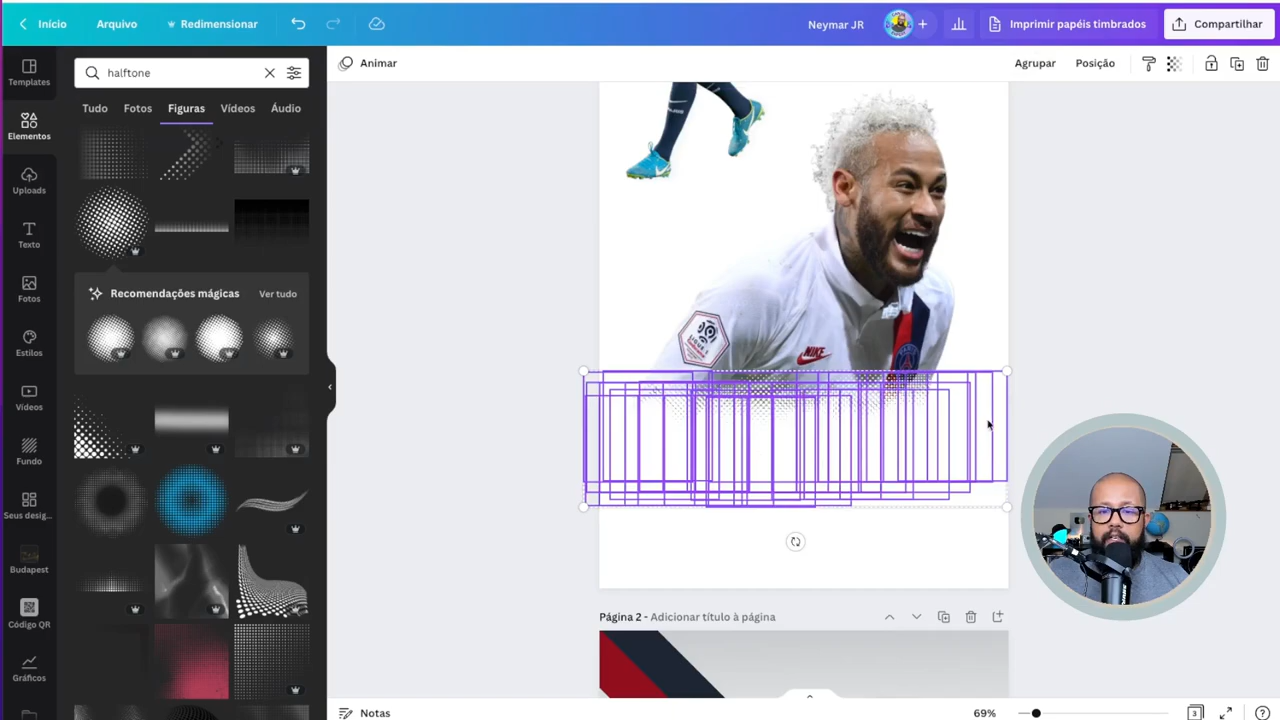 Início
Arquivo
Redimensionar
Neymar JR
Imprimir papéis timbrados
Compartilhar
Templates
Elementos
Uploads
Texto
Fotos
Estilos
Vídeos
Fundo
Seus desig...
Budapest
Código QR
Gráficos
halftone
Tudo
Fotos
Figuras
Vídeos
Áudio
Recomendações mágicas
Ver tudo
Animar
Agrupar
Posição
NIKE
Página 2 - Adicionar título à página
Notas
69%
3